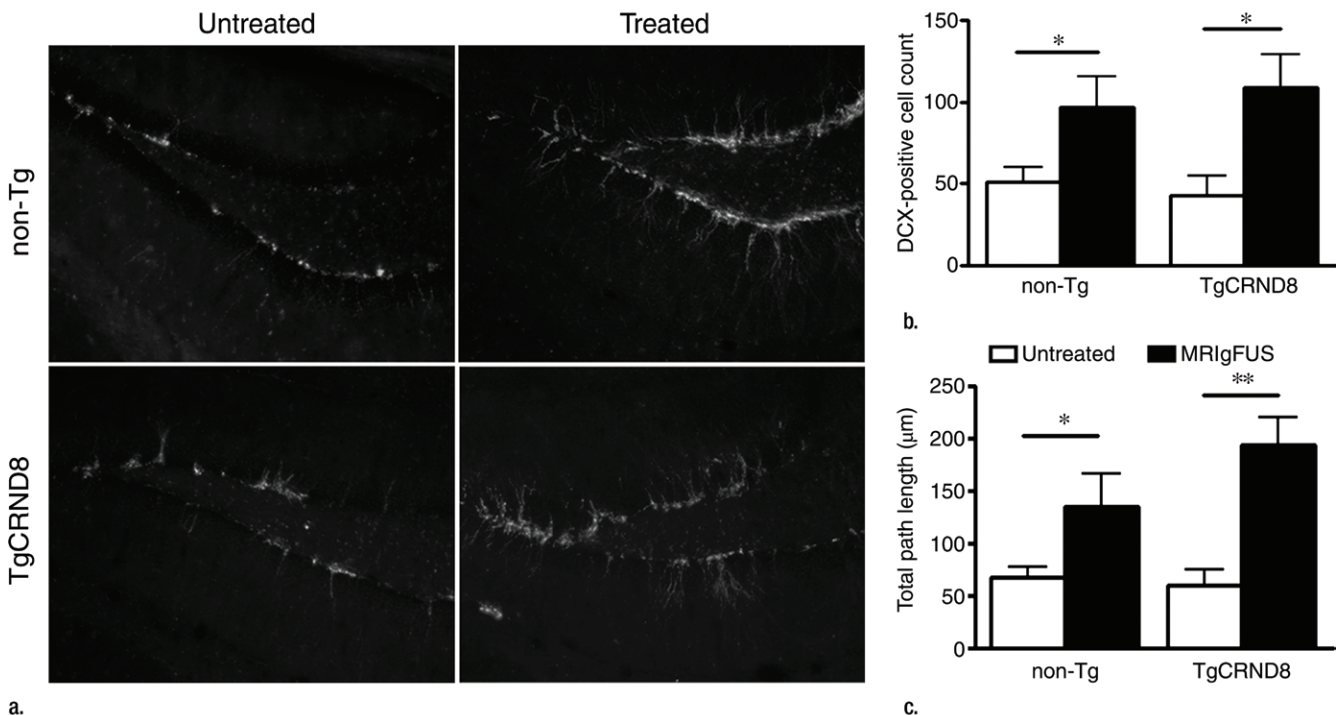 Untreated
Treated
non-Tg
TgCRND8
a.
DCX-positive cell count
150
100
50
0
*
*
non-Tg
TgCRND8
b.
Untreated
MRIgFUS
Total path length (μm)
250
200
150
100
50
0
*
**
non-Tg
TgCRND8
c.